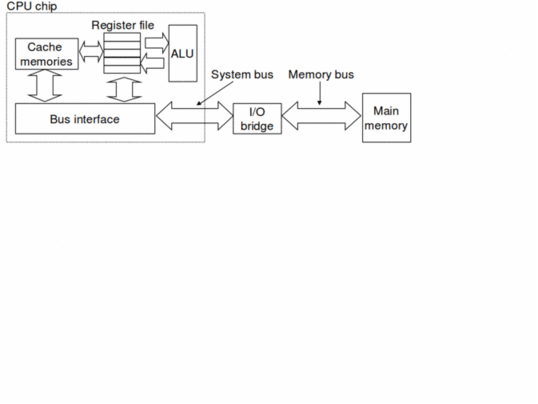 CPU chip
Register file
Cache
memories
ALU
System bus
Memory bus
Bus interface
I/O
bridge
Main
memory